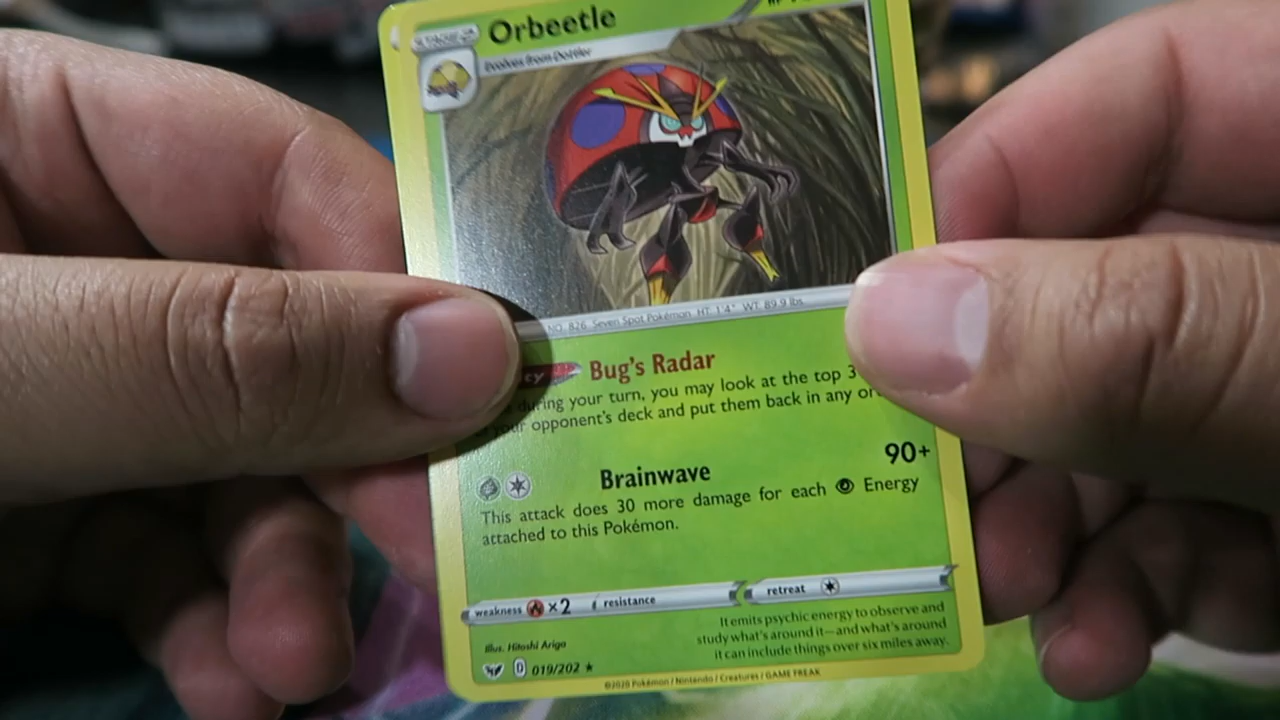 Orbeetle
Evolves from Dottler
NO. 826 Seven Spot Pokémon HT: 1'4" WT: 89.9 lbs
Bug's Radar
during your turn, you may look at the top 3
your opponent's deck and put them back in any
Brainwave 90+
This attack does 30 more damage for each Energy
attached to this Pokémon.
weakness ×2 resistance retreat
It emits psychic energy to observe and
study what's around it—and what's around
it can include things over six miles away.
Illus. Hitoshi Ariga
D 019/202 ★
©2020 Pokémon / Nintendo / Creatures / GAME FREAK